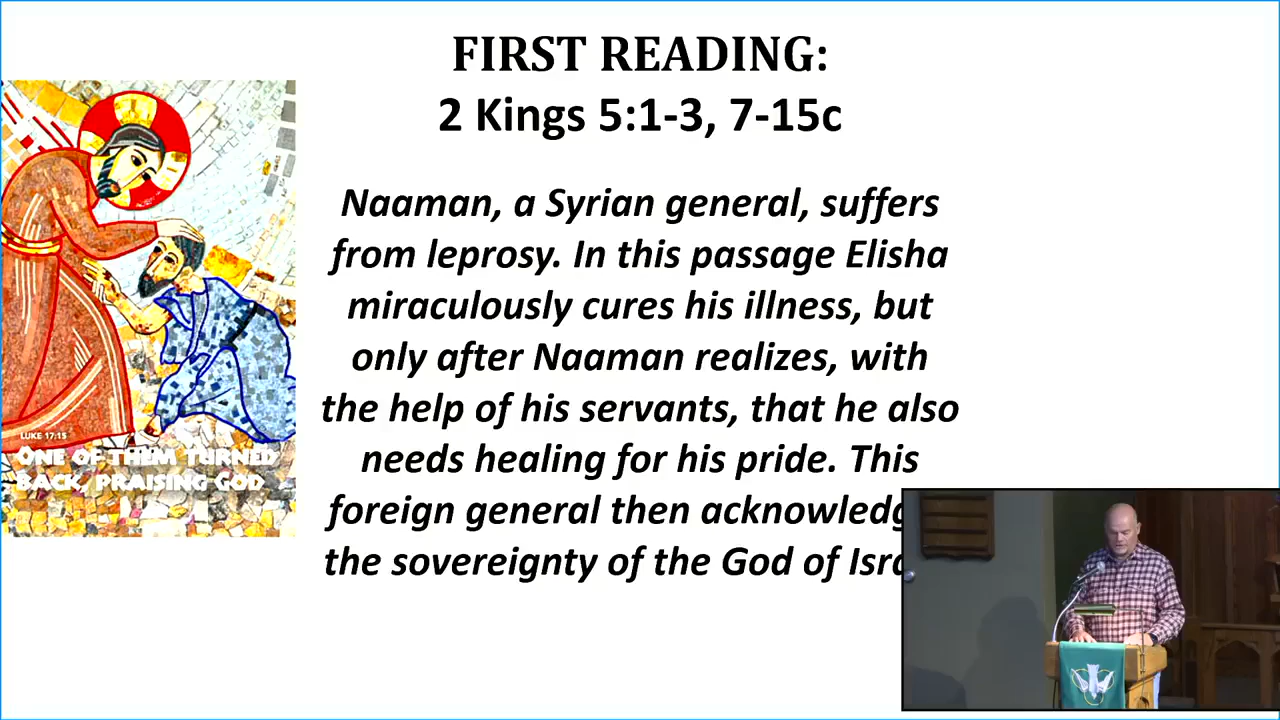 FIRST READING:
2 Kings 5:1-3, 7-15c
Naaman, a Syrian general, suffers
from leprosy. In this passage Elisha
miraculously cures his illness, but
only after Naaman realizes, with
the help of his servants, that he also
needs healing for his pride. This
foreign general then
the sovereignty of the God of
LUKE 17:15
ONE OF THEM TURNED
BACK, PRAISING GOD